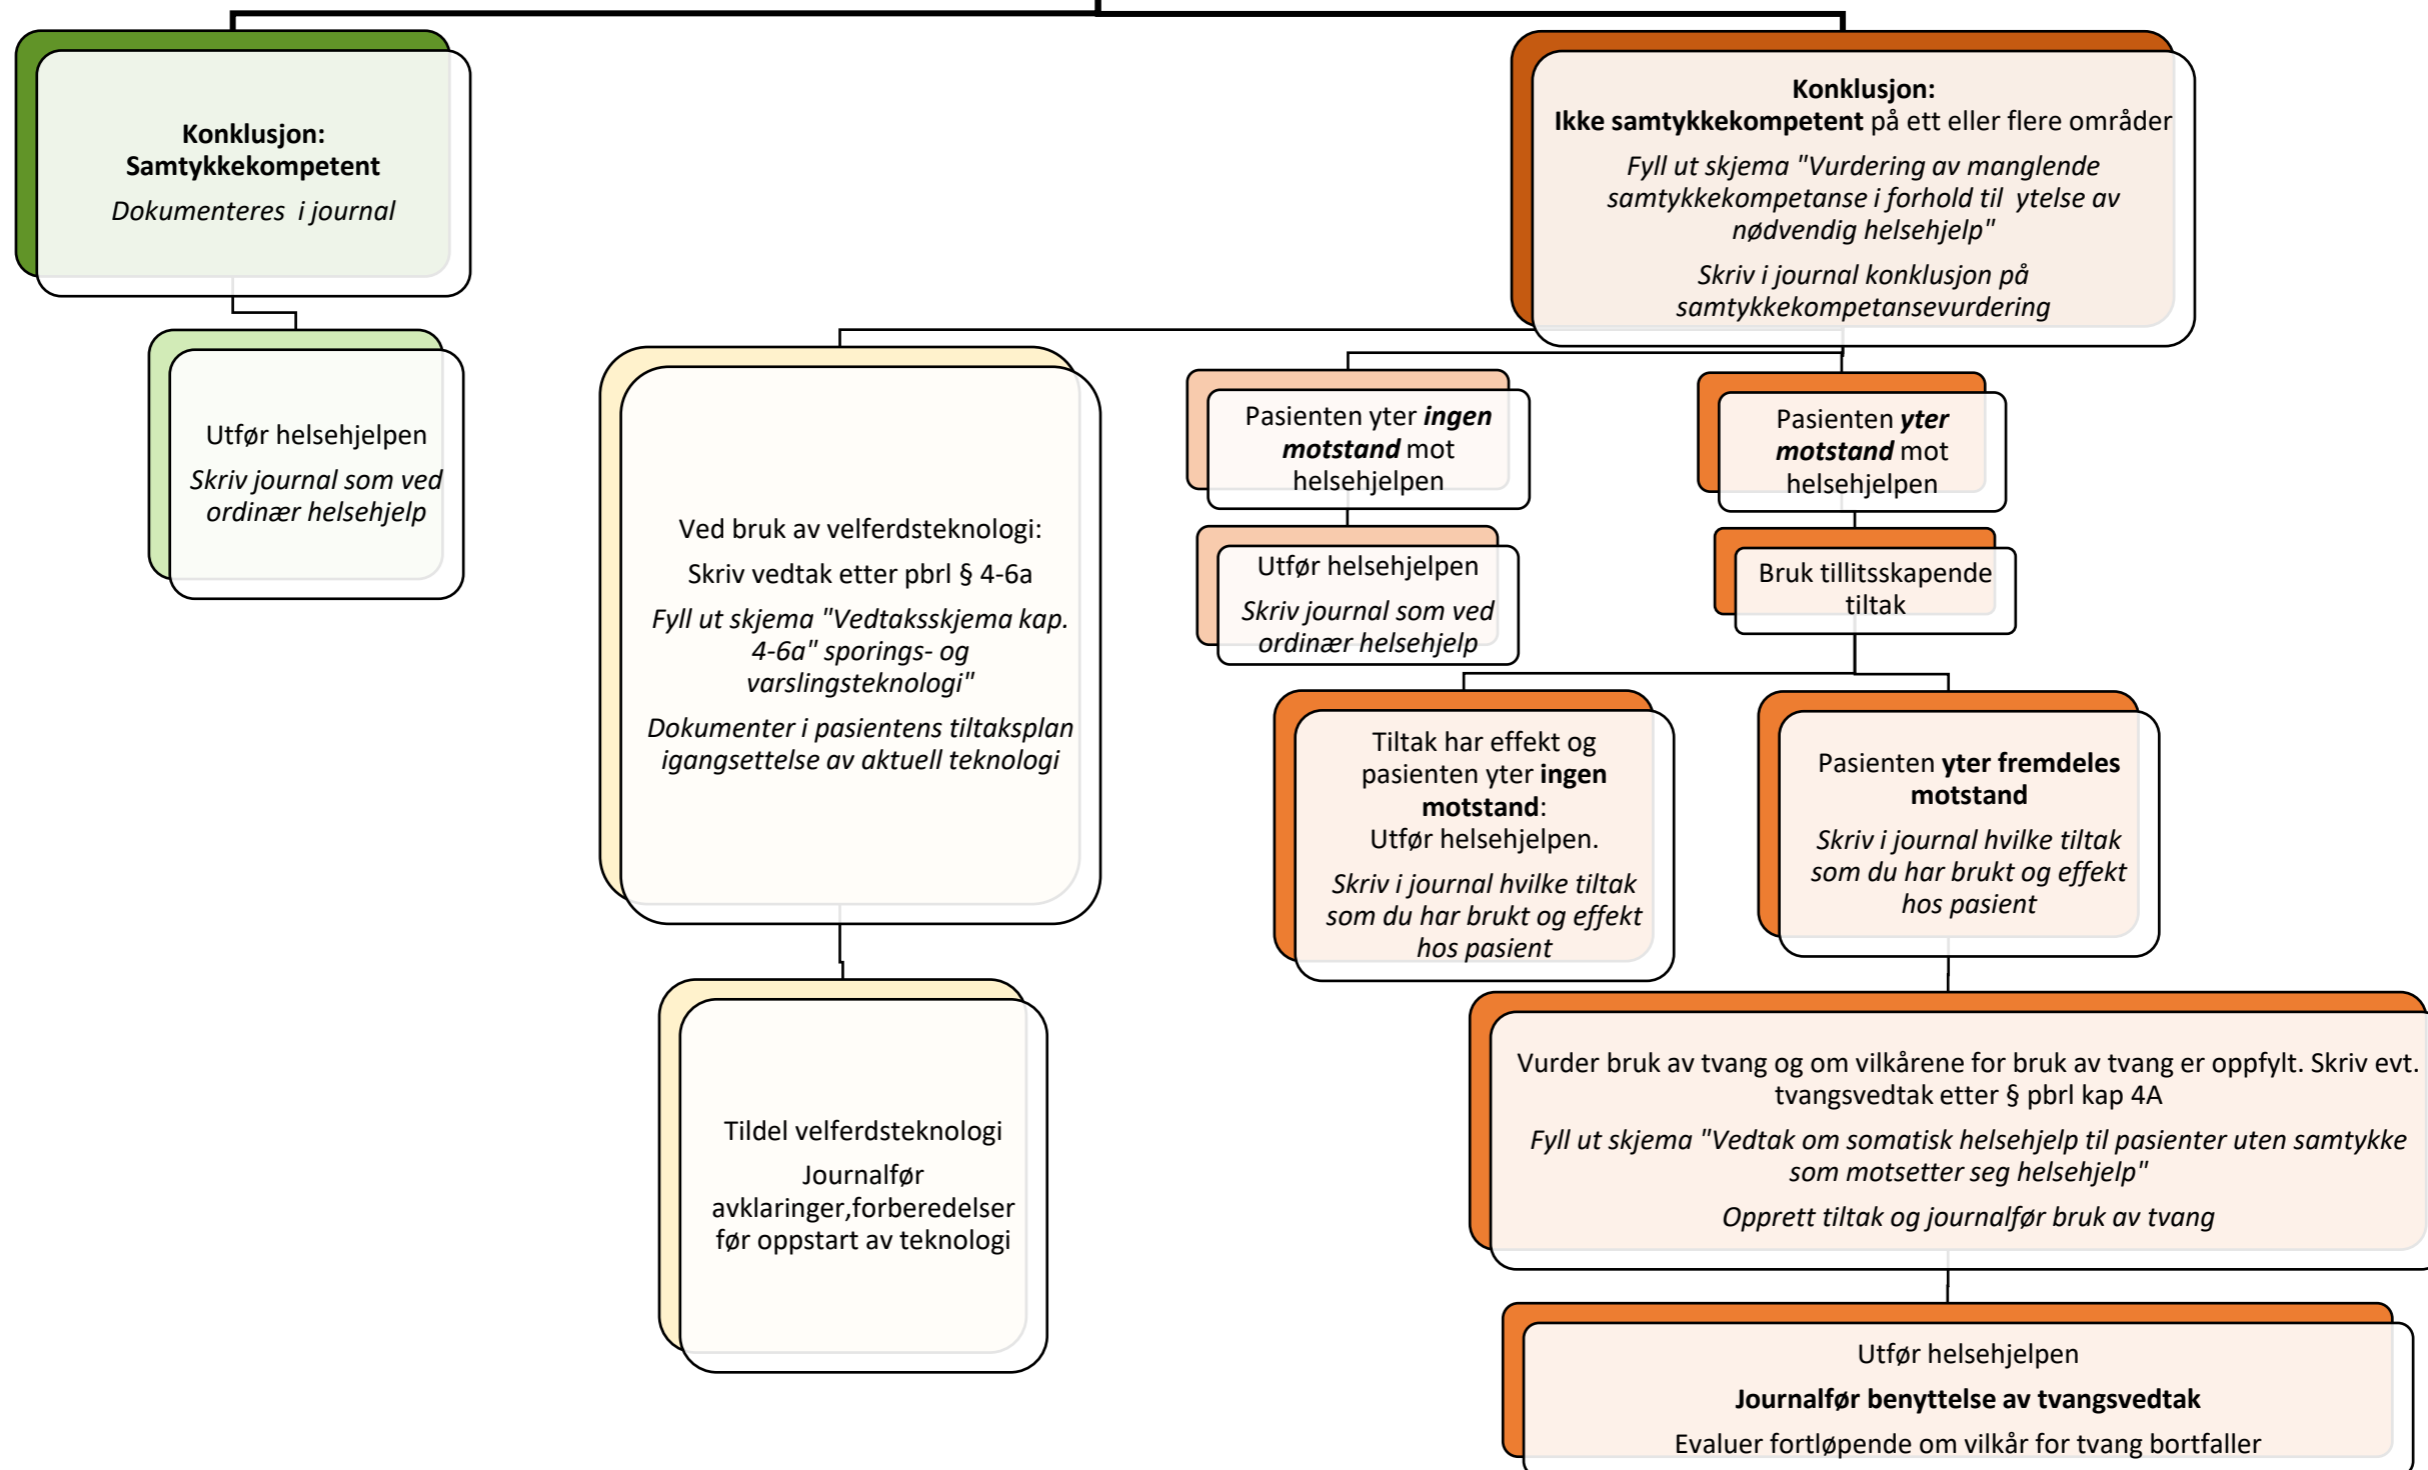 Konklusjon:
Samtykkekompetent
Dokumenteres  i journal
Utfør helsehjelpen
Skriv journal som ved
ordinær helsehjelp
Konklusjon:
Ikke samtykkekompetent på ett eller flere områder
Fyll ut skjema "Vurdering av manglende
samtykkekompetanse i forhold til  ytelse av
nødvendig helsehjelp"
Skriv i journal konklusjon på
samtykkekompetansevurdering
Ved bruk av velferdsteknologi:
Skriv vedtak etter pbrl § 4-6a
Fyll ut skjema "Vedtaksskjema kap.
4-6a" sporings- og
varslingsteknologi"
Dokumenter i pasientens tiltaksplan
igangsettelse av aktuell teknologi
Tildel velferdsteknologi
Journalfør
avklaringer,forberedelser
før oppstart av teknologi
Pasienten yter ingen
motstand mot
helsehjelpen
Utfør helsehjelpen
Skriv journal som ved
ordinær helsehjelp
Pasienten yter
motstand mot
helsehjelpen
Bruk tillitsskapende
tiltak
Tiltak har effekt og
pasienten yter ingen
motstand:
Utfør helsehjelpen.
Skriv i journal hvilke tiltak
som du har brukt og effekt
hos pasient
Pasienten yter fremdeles
motstand
Skriv i journal hvilke tiltak
som du har brukt og effekt
hos pasient
Vurder bruk av tvang og om vilkårene for bruk av tvang er oppfylt. Skriv evt.
tvangsvedtak etter § pbrl kap 4A
Fyll ut skjema "Vedtak om somatisk helsehjelp til pasienter uten samtykke
som motsetter seg helsehjelp"
Opprett tiltak og journalfør bruk av tvang
Utfør helsehjelpen
Journalfør benyttelse av tvangsvedtak
Evaluer fortløpende om vilkår for tvang bortfaller